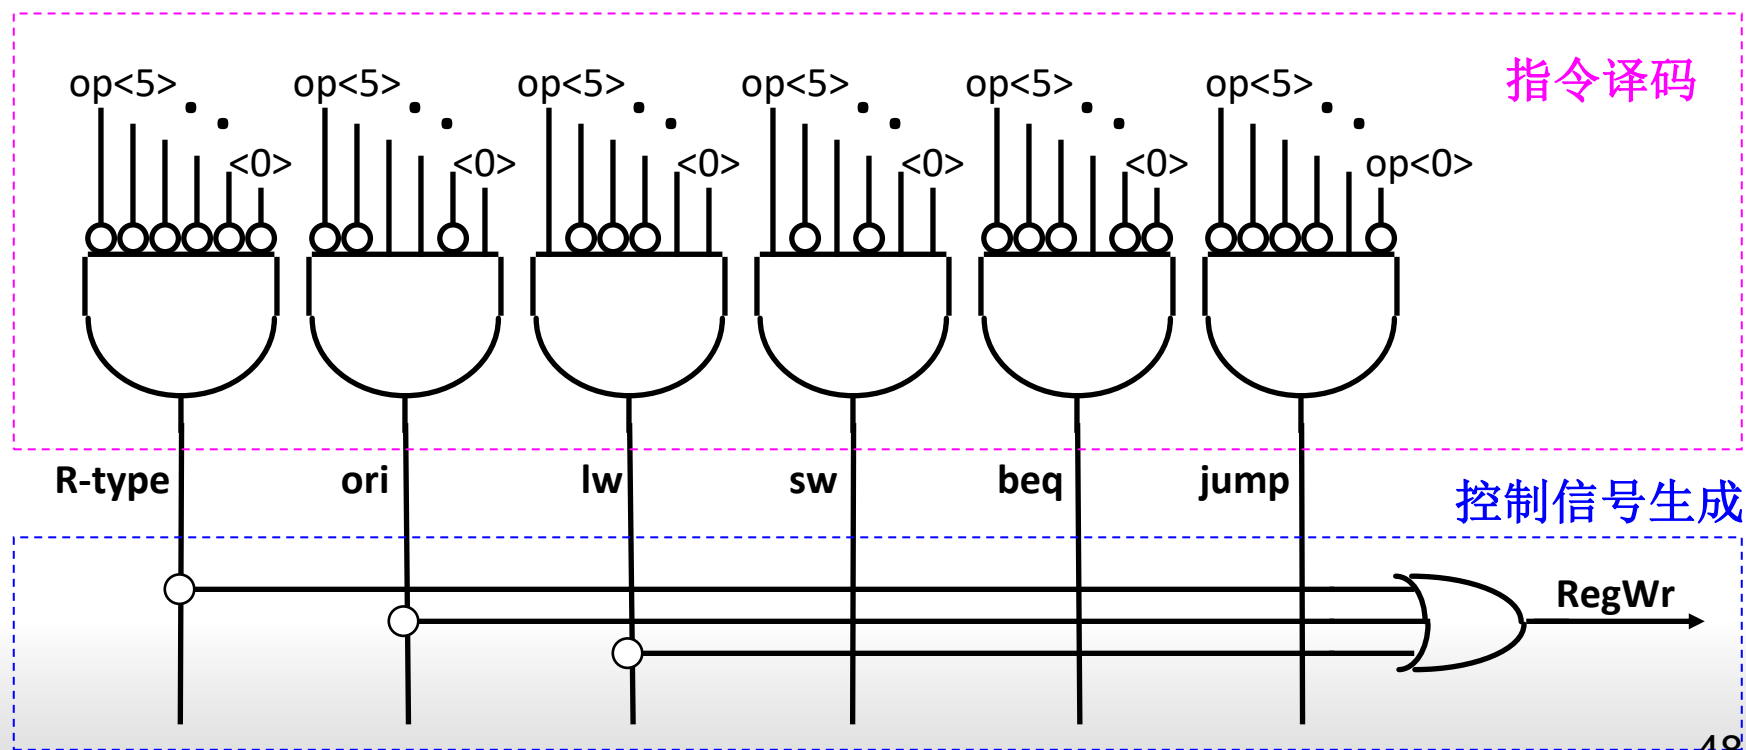 指令译码
op<5> op<5> op<5> op<5> op<5> op<5>
<0> <0> <0> <0> <0> op<0>
R-type ori lw sw beq jump
控制信号生成
RegWr
48